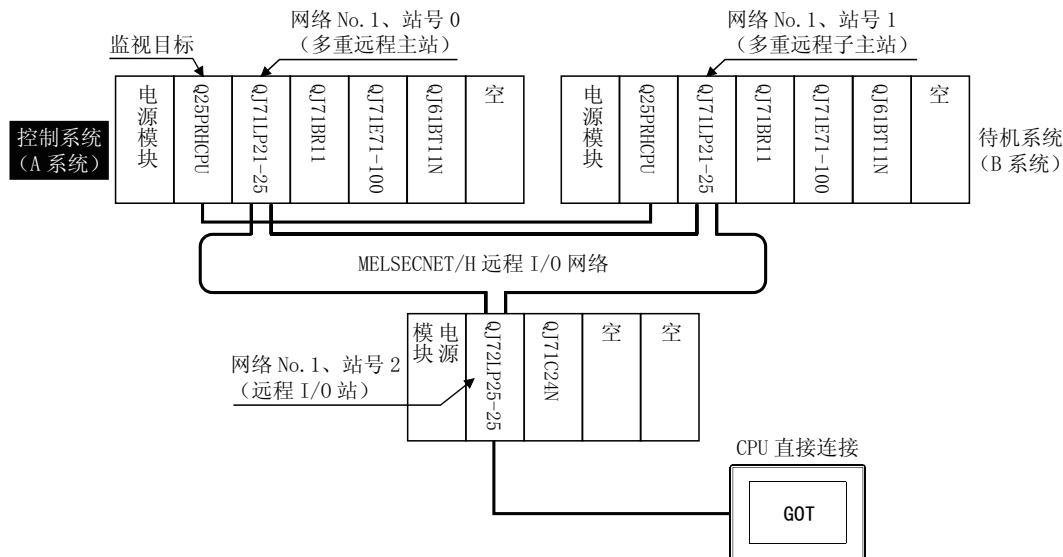 网络 No.1、站号 0
（多重远程主站）
网络 No.1、站号 1
（多重远程子主站）
监视目标
控制系统
（A 系统）
电源模块
Q25PRHCPU
QJ71LP21-25
QJ71BR11
QJ71E71-100
QJ61BT11N
空
电源模块
Q25PRHCPU
QJ71LP21-25
QJ71BR11
QJ71E71-100
QJ61BT11N
空
待机系统
（B 系统）
MELSECNET/H 远程 I/O 网络
网络 No.1、站号 2
（远程 I/O 站）
电源
模块
QJ72LP25-25
QJ71C24N
空
空
CPU 直接连接
GOT